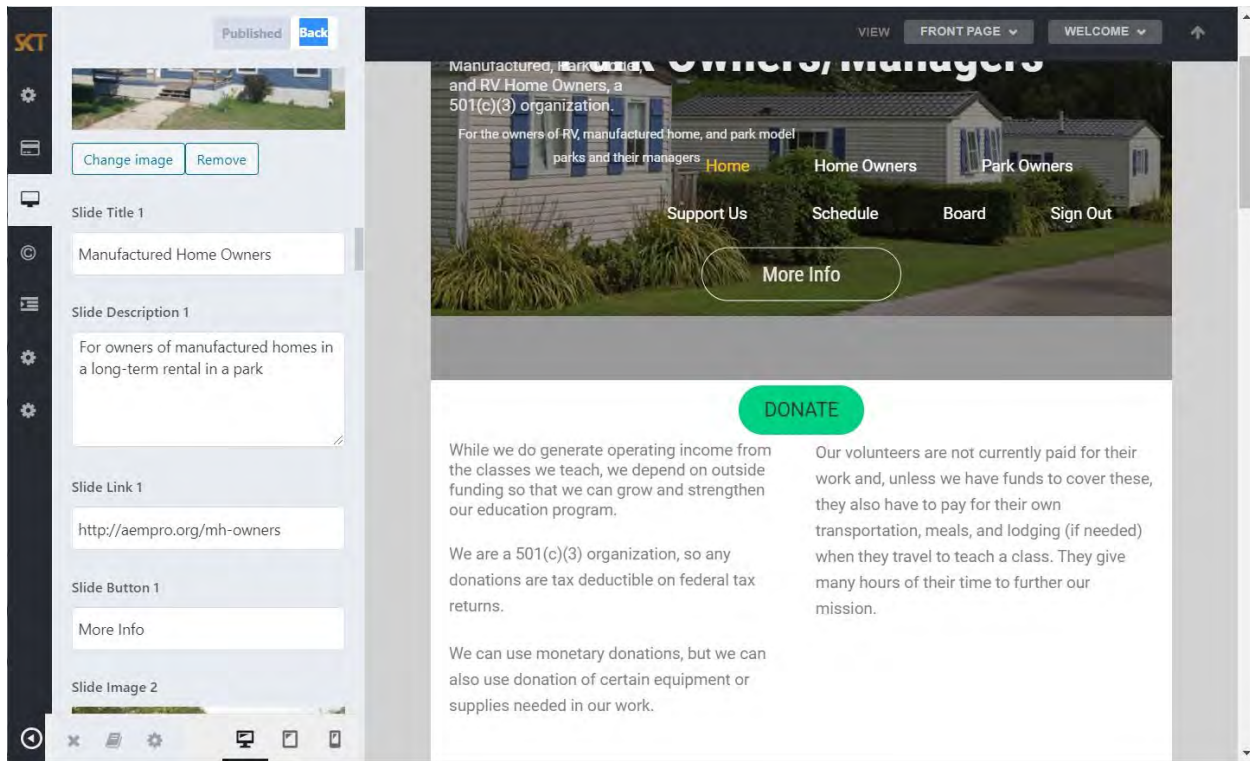 SKT
Published Back
Change image Remove
Slide Title 1
Manufactured Home Owners
Slide Description 1
For owners of manufactured homes in
a long-term rental in a park
Slide Link 1
http://aempro.org/mh-owners
Slide Button 1
More Info
Slide Image 2
VIEW FRONT PAGE WELCOME
Owners/Managers
Manufactured, Park Model,
and RV Home Owners, a
501(c)(3) organization.
For the owners of RV, manufactured home, and park model
parks and their managers
Home Home Owners Park Owners
Support Us Schedule Board Sign Out
More Info
DONATE
While we do generate operating income from
the classes we teach, we depend on outside
funding so that we can grow and strengthen
our education program.
We are a 501(c)(3) organization, so any
donations are tax deductible on federal tax
returns.
We can use monetary donations, but we can
also use donation of certain equipment or
supplies needed in our work.
Our volunteers are not currently paid for their
work and, unless we have funds to cover these,
they also have to pay for their own
transportation, meals, and lodging (if needed)
when they travel to teach a class. They give
many hours of their time to further our
mission.